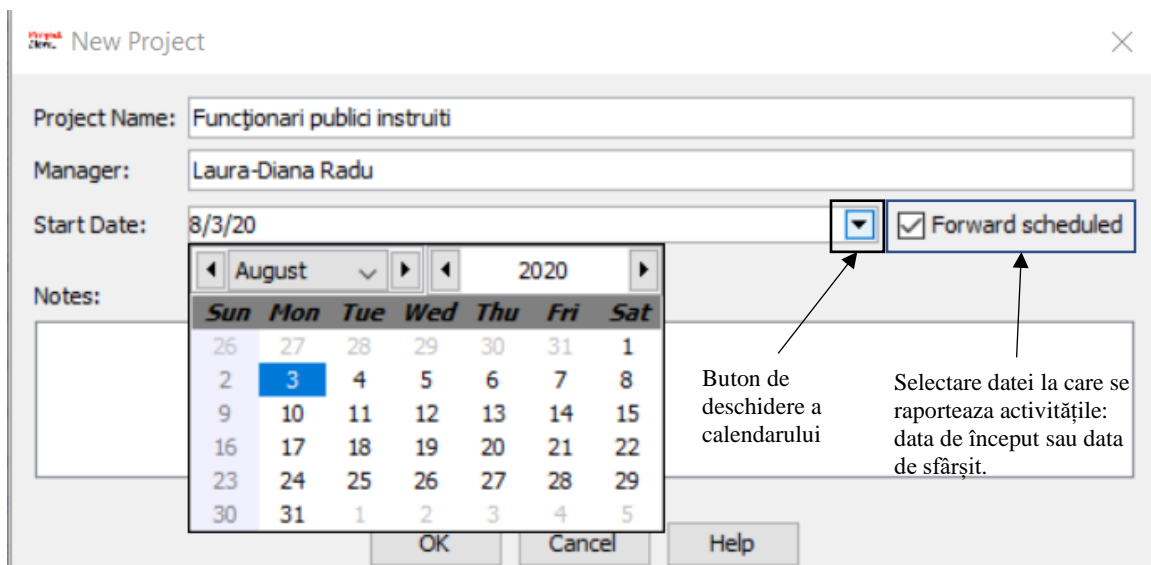 New Project
Project Name: Funcționari publici instruiti
Manager: Laura-Diana Radu
Start Date: 8/3/20 Forward scheduled
August 2020
Notes:
Sun Mon Tue Wed Thu Fri Sat
26 27 28 29 30 31 1
2 3 4 5 6 7 8
9 10 11 12 13 14 15
16 17 18 19 20 21 22
23 24 25 26 27 28 29
30 31 1 2 3 4 5
Buton de
deschidere a
calendarului
Selectare datei la care se
raporteaza activitățile:
data de început sau data
de sfârșit.
OK Cancel Help